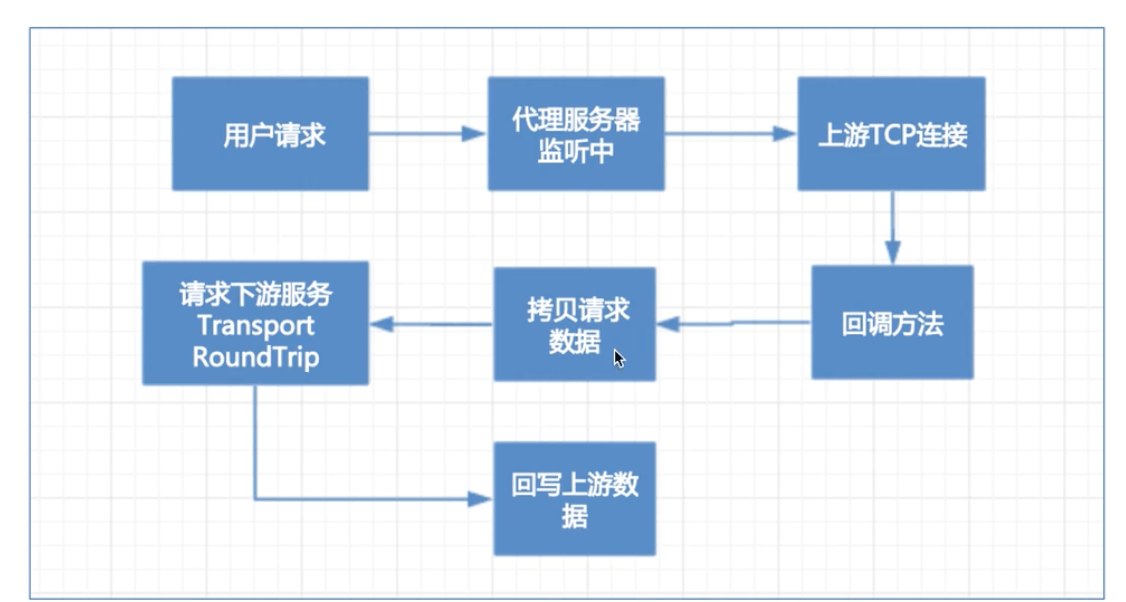 用户请求
代理服务器
监听中
上游TCP连接
回调方法
拷贝请求
数据
请求下游服务
Transport
RoundTrip
回写上游数
据